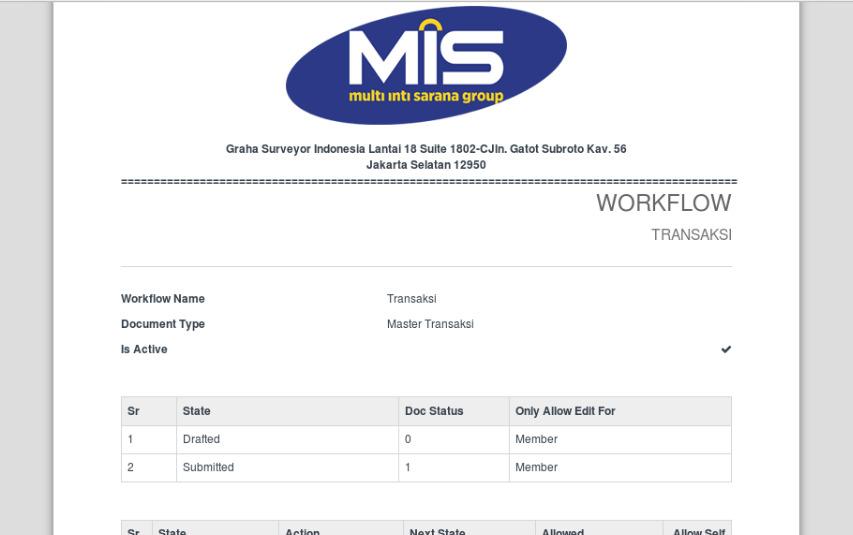 MIS
multi inti sarana group
Graha Surveyor Indonesia Lantai 18 Suite 1802-CJln. Gatot Subroto Kav. 56
Jakarta Selatan 12950
==============================================================================================
WORKFLOW
TRANSAKSI
Workflow Name Transaksi
Document Type Master Transaksi
Is Active ✔
Sr State Doc Status Only Allow Edit For
1 Drafted 0 Member
2 Submitted 1 Member
Sr State Action Next State Allowed Allow Self